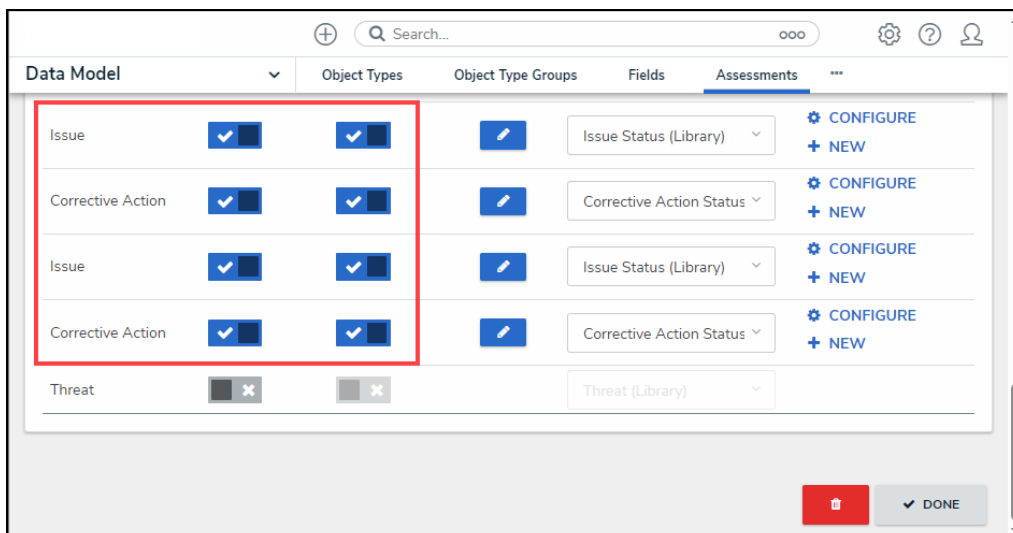 Search...
Data Model
Object Types
Object Type Groups
Fields
Assessments
Issue
Issue Status (Library)
CONFIGURE
+ NEW
Corrective Action
Corrective Action Status
CONFIGURE
+ NEW
Issue
Issue Status (Library)
CONFIGURE
+ NEW
Corrective Action
Corrective Action Status
CONFIGURE
+ NEW
Threat
Threat (Library)
DONE